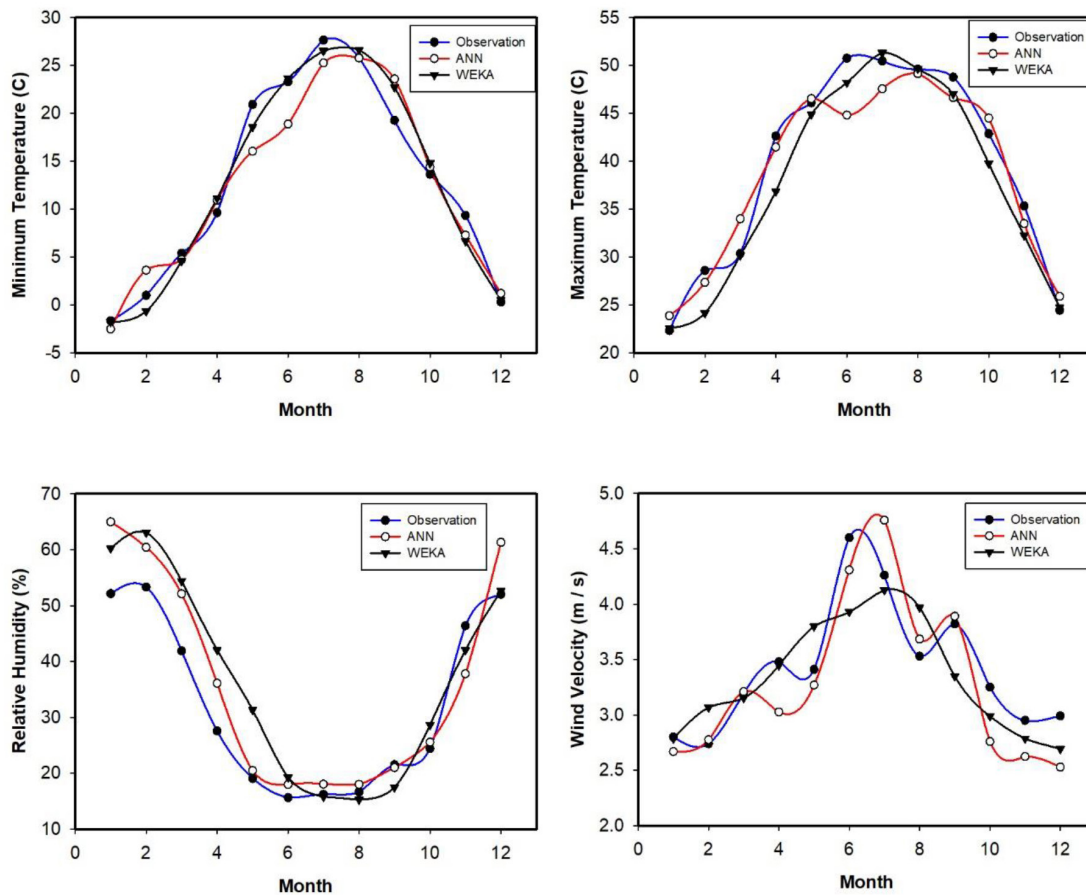 Minimum Temperature (C)
30
25
20
15
10
5
0
-5
0 2 4 6 8 10 12
Month
Observation
ANN
WEKA
Maximum Temperature (C)
55
50
45
40
35
30
25
20
0 2 4 6 8 10 12
Month
Observation
ANN
WEKA
Relative Humidity (%)
70
60
50
40
30
20
10
0 2 4 6 8 10 12
Month
Observation
ANN
WEKA
Wind Velocity (m / s)
5.0
4.5
4.0
3.5
3.0
2.5
2.0
0 2 4 6 8 10 12
Month
Observation
ANN
WEKA